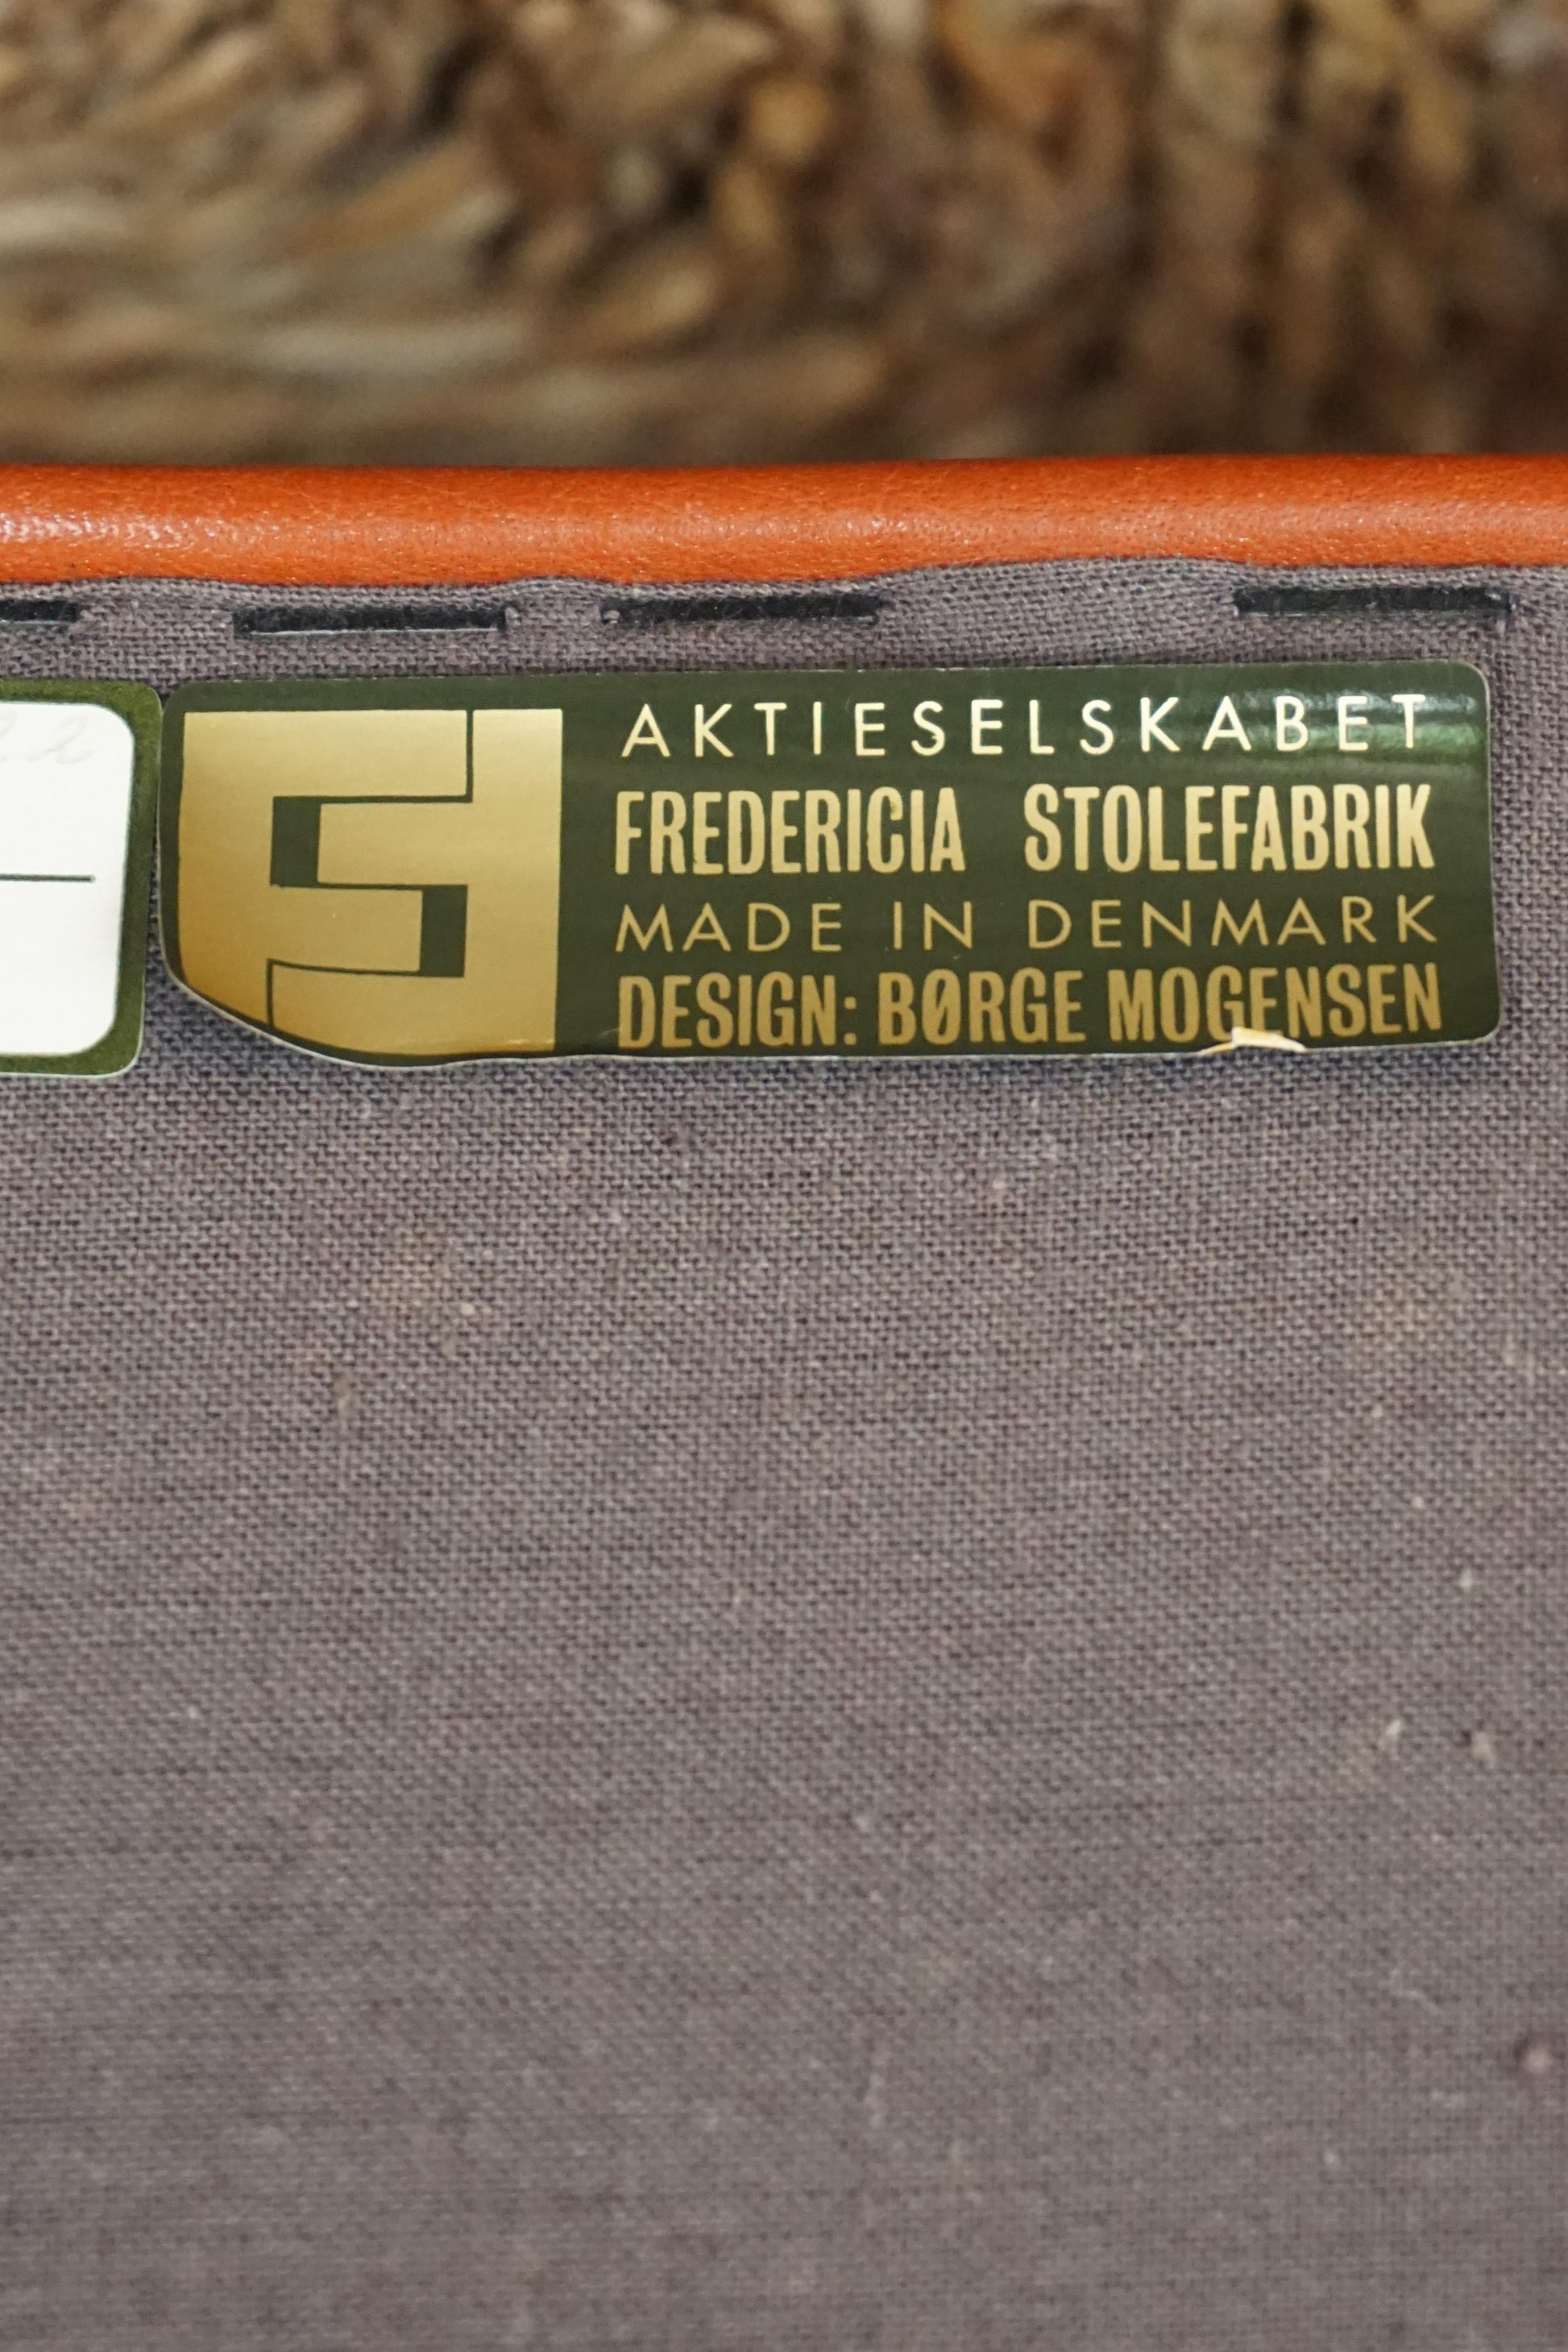 AKTIESELSKABET
FREDERICIA STOLEFABRIK
MADE IN DENMARK
DESIGN: BØRGE MOGENSEN